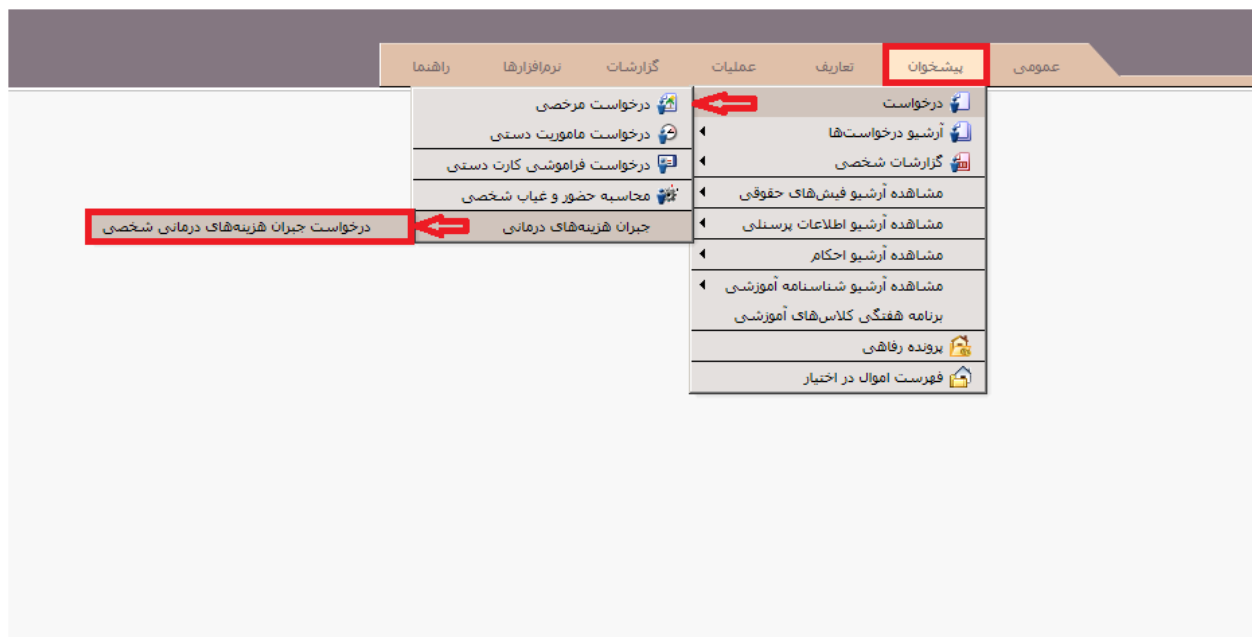 عمومی
پیشخوان
تعاریف
عملیات
گزارشات
نرم‌افزارها
راهنما
درخواست
آرشیو درخواست‌ها
گزارشات شخصی
مشاهده آرشیو فیش‌های حقوقی
مشاهده آرشیو اطلاعات پرسنلی
مشاهده آرشیو احکام
مشاهده آرشیو شناسنامه آموزشی
برنامه هفتگی کلاس‌های آموزشی
پرونده رفاهی
فهرست اموال در اختیار
درخواست مرخصی
درخواست ماموریت دستی
درخواست فراموشی کارت دستی
محاسبه حضور و غیاب شخصی
جبران هزینه‌های درمانی
درخواست جبران هزینه‌های درمانی شخصی